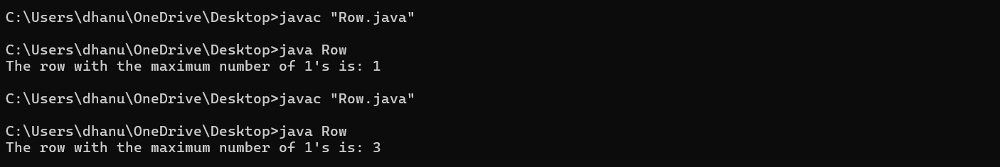 C:\Users\dhanu\OneDrive\Desktop>javac "Row.java"
C:\Users\dhanu\OneDrive\Desktop>java Row
The row with the maximum number of 1's is: 1
C:\Users\dhanu\OneDrive\Desktop>javac "Row.java"
C:\Users\dhanu\OneDrive\Desktop>java Row
The row with the maximum number of 1's is: 3